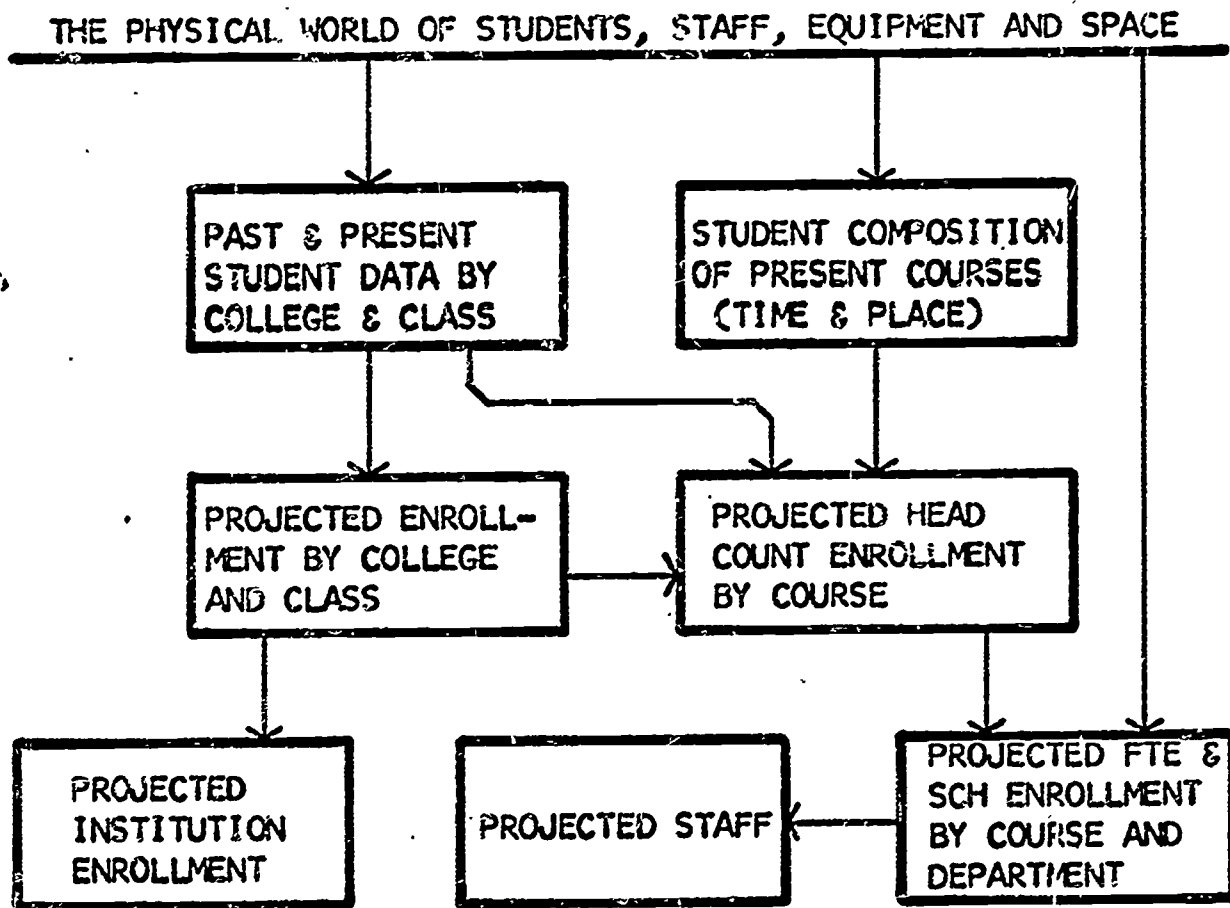 THE PHYSICAL WORLD OF STUDENTS, STAFF, EQUIPMENT AND SPACE
PAST & PRESENT
STUDENT DATA BY
COLLEGE & CLASS
STUDENT COMPOSITION
OF PRESENT COURSES
(TIME & PLACE)
PROJECTED ENROLL-
MENT BY COLLEGE
AND CLASS
PROJECTED HEAD
COUNT ENROLLMENT
BY COURSE
PROJECTED
INSTITUTION
ENROLLMENT
PROJECTED STAFF
PROJECTED FTE &
SCH ENROLLMENT
BY COURSE AND
DEPARTMENT